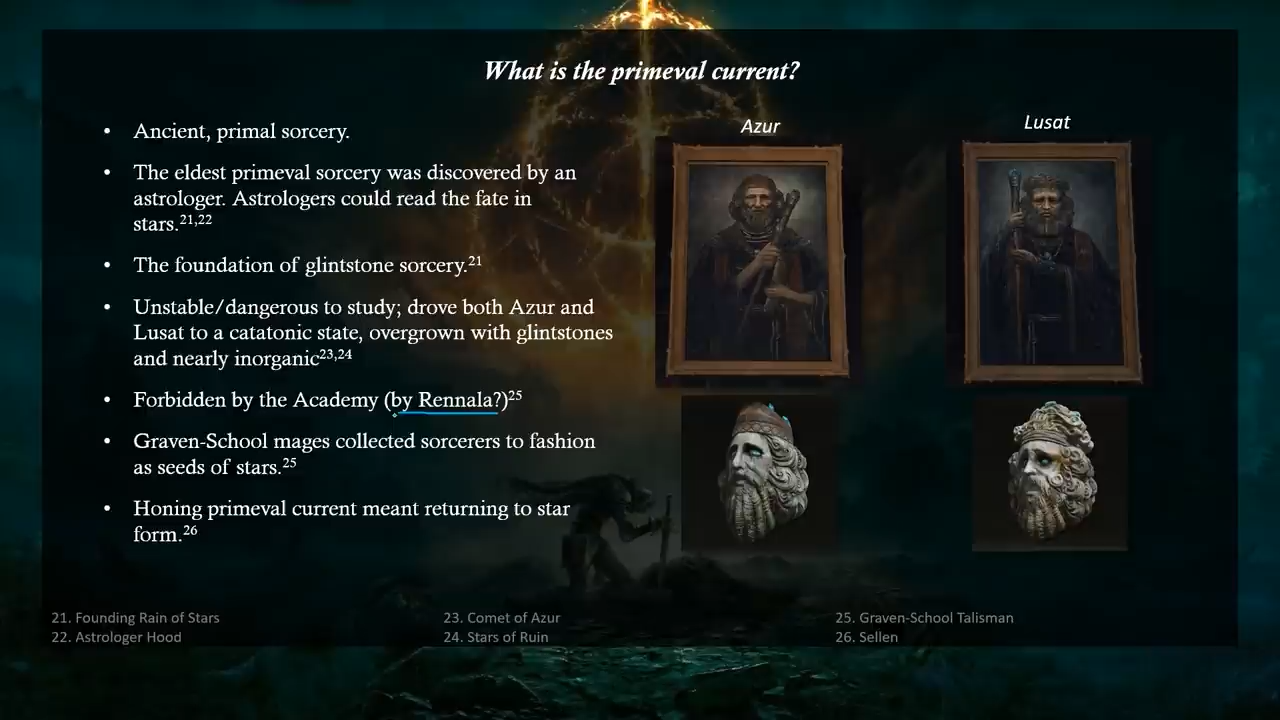 What is the primeval current?
• Ancient, primal sorcery.
• The eldest primeval sorcery was discovered by an
astrologer. Astrologers could read the fate in
stars.21,22
• The foundation of glintstone sorcery.21
• Unstable/dangerous to study; drove both Azur and
Lusat to a catatonic state, overgrown with glintstones
and nearly inorganic23,24
• Forbidden by the Academy (by Rennala?)25
• Graven-School mages collected sorcerers to fashion
as seeds of stars.25
• Honing primeval current meant returning to star
form.26
Azur
Lusat
21. Founding Rain of Stars
22. Astrologer Hood
23. Comet of Azur
24. Stars of Ruin
25. Graven-School Talisman
26. Sellen